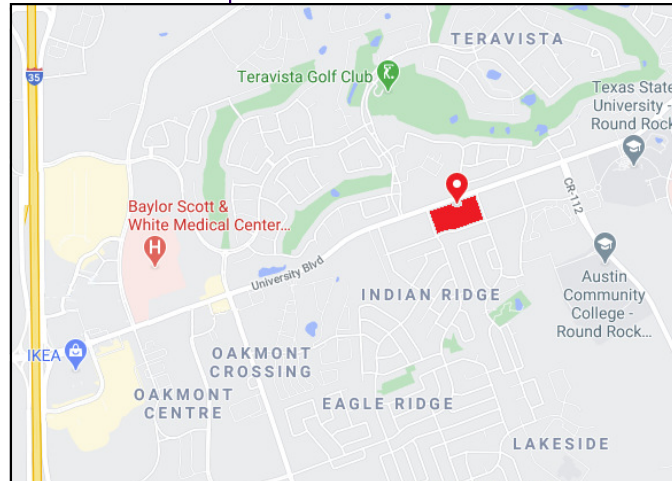 TERAVISTA
35
Teravista Golf Club
Texas State
University -
Round Rock
CR-112
Baylor Scott &
White Medical Center...
H
University Blvd
Austin
Community
College -
Round Rock...
INDIAN RIDGE
IKEA
OAKMONT
CROSSING
OAKMONT
CENTRE
EAGLE RIDGE
LAKESIDE